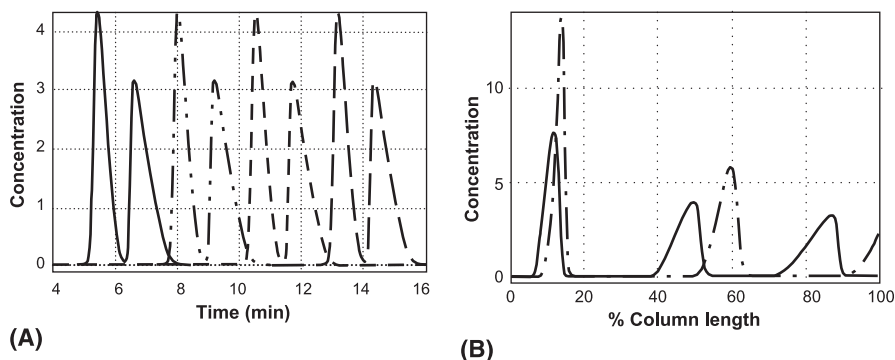 4
3
2
1
0
Concentration
4 6 8 10 12 14 16
Time (min)
(A)
10
5
0
Concentration
0 20 40 60 80 100
% Column length
(B)